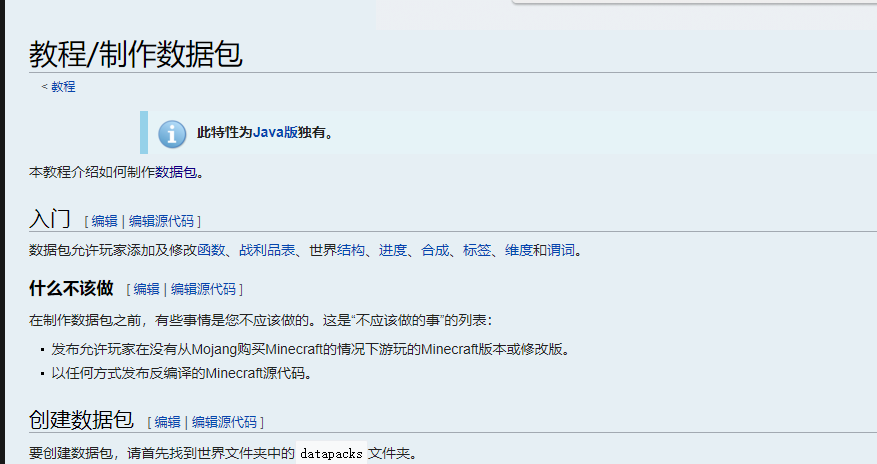 教程/制作数据包
< 教程
此特性为Java版独有。
本教程介绍如何制作数据包。
入门 [ 编辑 | 编辑源代码 ]
数据包允许玩家添加及修改函数、战利品表、世界结构、进度、合成、标签、维度和谓词。
什么不该做 [ 编辑 | 编辑源代码 ]
在制作数据包之前，有些事情是您不应该做的。这是“不应该做的事”的列表：
▪ 发布允许玩家在没有从Mojang购买Minecraft的情况下游玩的Minecraft版本或修改版。
▪ 以任何方式发布反编译的Minecraft源代码。
创建数据包 [ 编辑 | 编辑源代码 ]
要创建数据包，请首先找到世界文件夹中的 datapacks 文件夹。